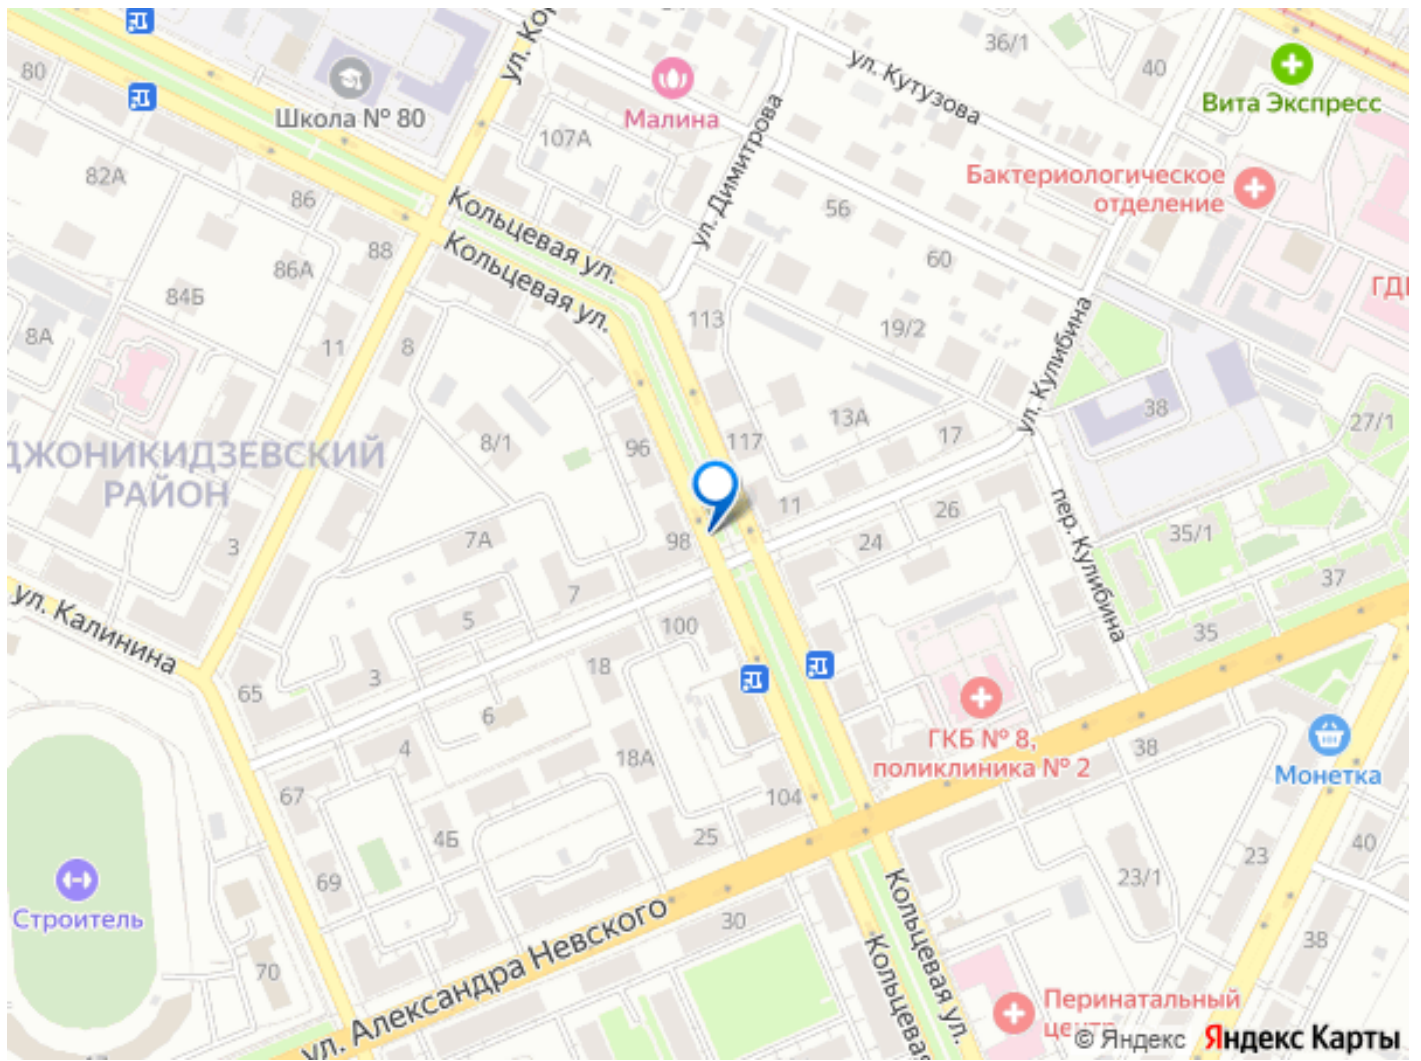 ул. Ко
36/1
ул. Кутузова
40
Вита Экспресс
80
Школа № 80
Малина
107А
ул. Димитрова
82А
86
Бактериологическое
отделение
Кольцевая ул.
56
88
86А
Кольцевая ул.
60
84Б
ГДІ
8А
113
19/2
11
8
ул. Кулибина
38
13А
27/1
8/1
96
117
17
ДЖОНИКИДЗЕВСКИЙ
РАЙОН
11
26
пер. Кулибина
3
7А
98
24
35/1
37
ул. Калинина
7
5
100
35
18
3
65
6
ГКБ № 8,
поликлиника № 2
38
4
18А
Монетка
67
104
4Б
25
40
23
23/1
69
Строитель
30
ул. Александра Невского
Кольцевая ул.
Кольцевая
38
70
Перинатальный
центр
© Яндекс Яндекс Карты